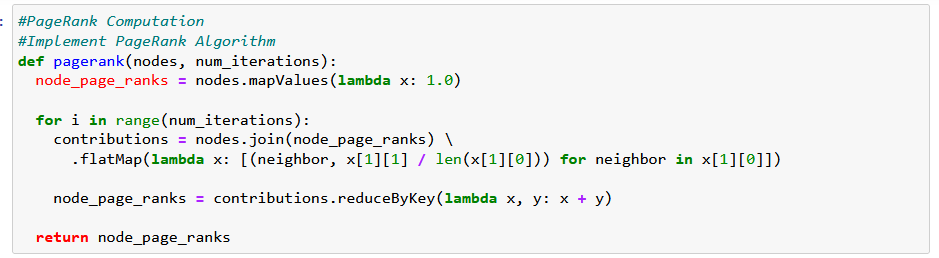 :
#PageRank Computation
#Implement PageRank Algorithm
def pagerank(nodes, num_iterations):
  node_page_ranks = nodes.mapValues(lambda x: 1.0)

  for i in range(num_iterations):
    contributions = nodes.join(node_page_ranks) \
      .flatMap(lambda x: [(neighbor, x[1][1] / len(x[1][0])) for neighbor in x[1][0]])

    node_page_ranks = contributions.reduceByKey(lambda x, y: x + y)

  return node_page_ranks